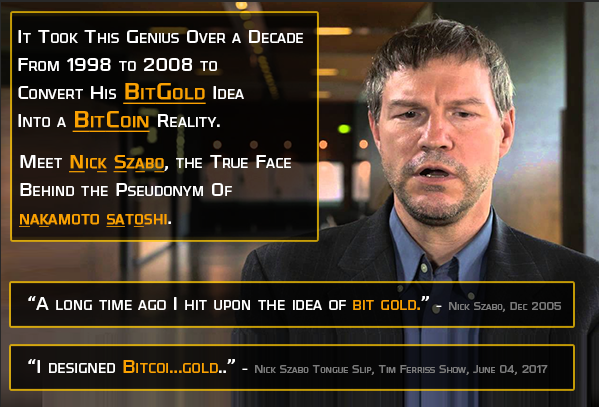 It Took This Genius Over a Decade
From 1998 to 2008 to
Convert His BitGold Idea
Into a BitCoin Reality.
Meet Nick Szabo, the True Face
Behind the Pseudonym Of
nakamoto satoshi.
“A long time ago I hit upon the idea of bit gold.” - Nick Szabo, Dec 2005
“I designed Bitcoi...gold..” - Nick Szabo Tongue Slip, Tim Ferriss Show, June 04, 2017